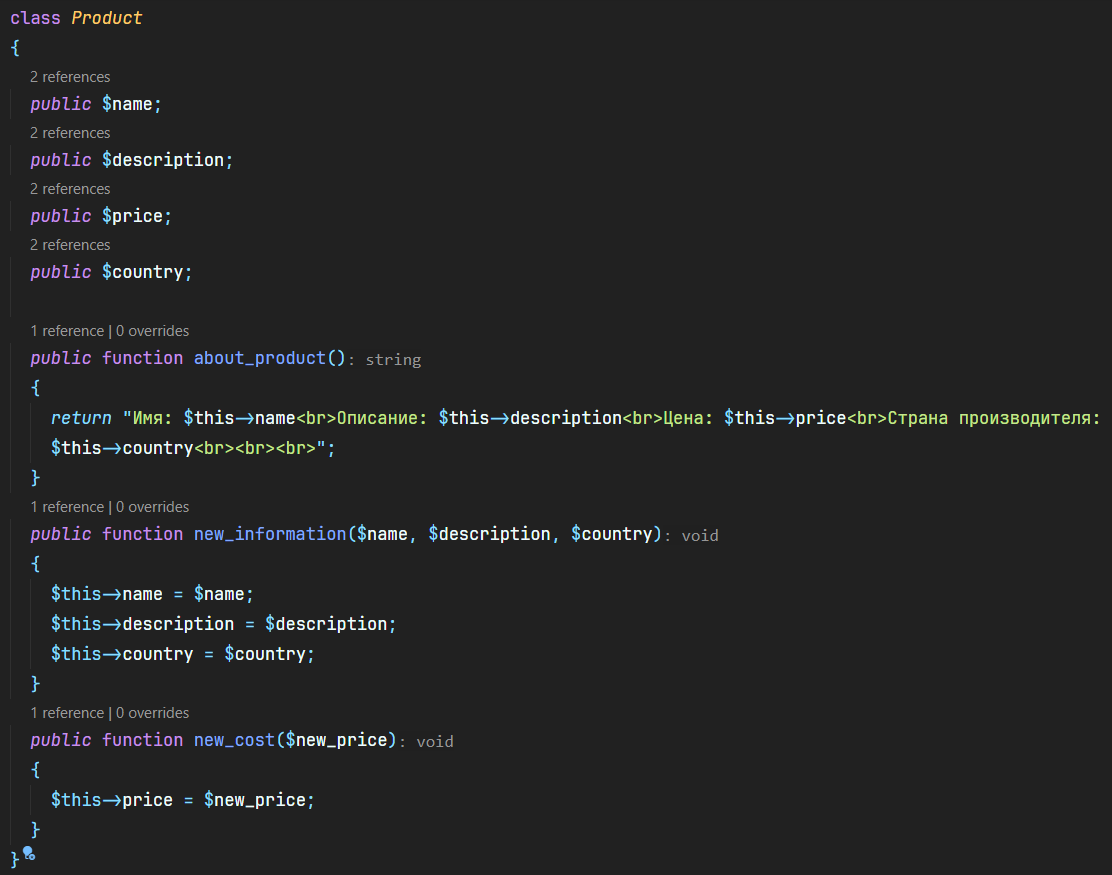 class Product
{
2 references
public $name;
2 references
public $description;
2 references
public $price;
2 references
public $country;
1 reference | 0 overrides
public function about_product(): string
{
return "Имя: $this->name<br>Описание: $this->description<br>Цена: $this->price<br>Страна производителя:
$this->country<br><br><br>";
}
1 reference | 0 overrides
public function new_information($name, $description, $country): void
{
$this->name = $name;
$this->description = $description;
$this->country = $country;
}
1 reference | 0 overrides
public function new_cost($new_price): void
{
$this->price = $new_price;
}
}